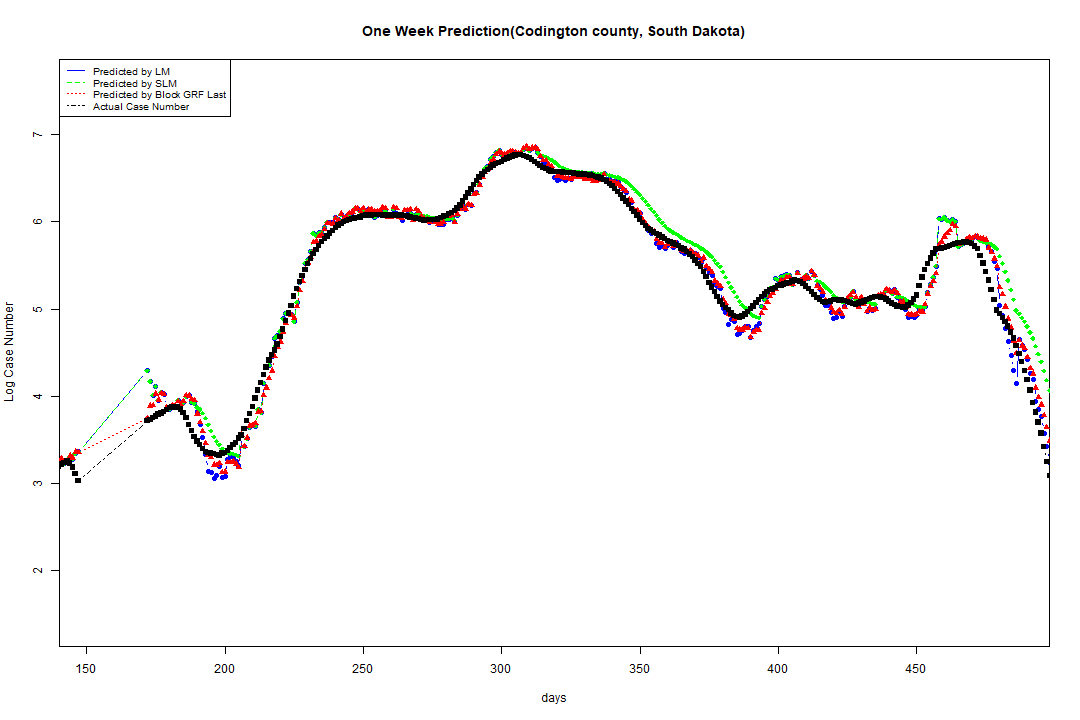 One Week Prediction(Codington county, South Dakota)
Predicted by LM
Predicted by SLM
Predicted by Block GRF Last
Actual Case Number
7
6
5
4
3
2
Log Case Number
150 200 250 300 350 400 450
days